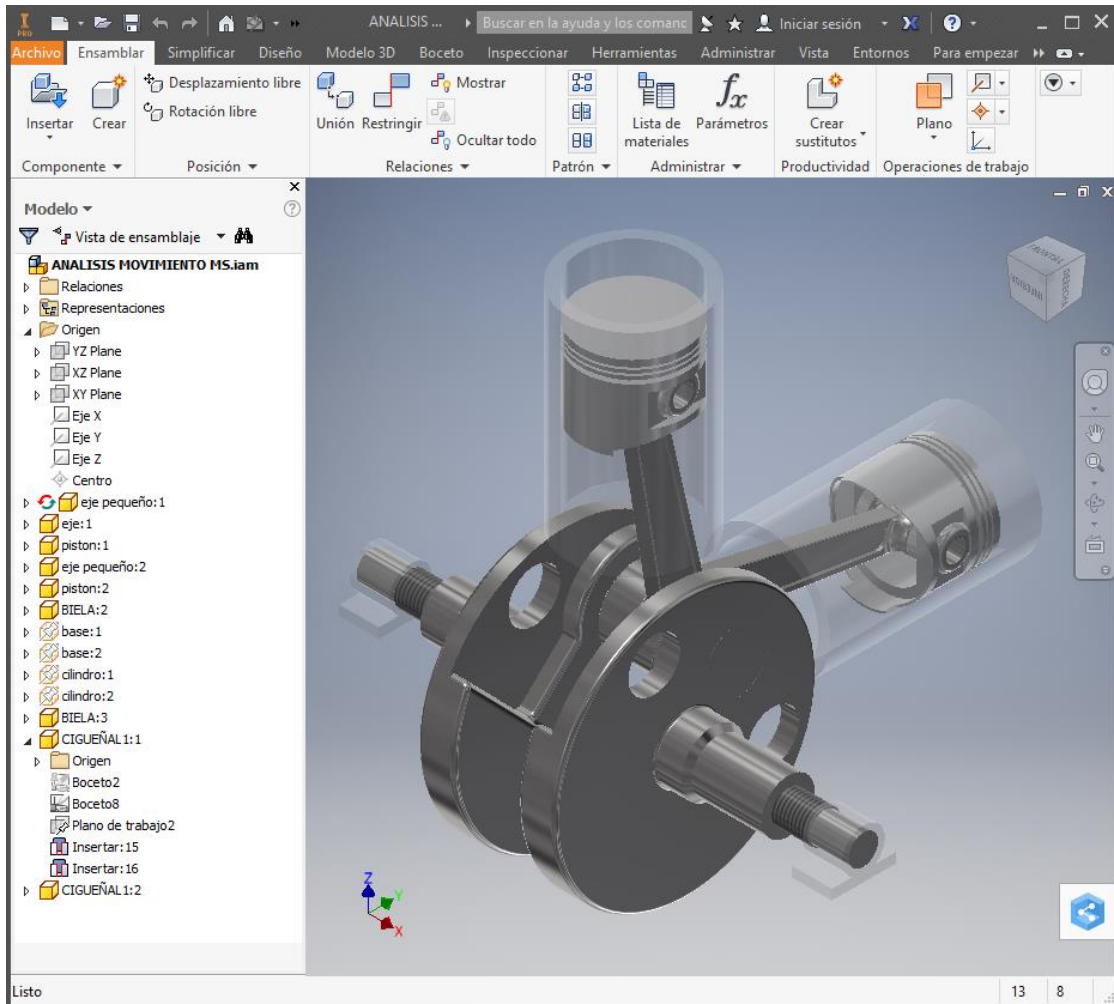 PRO
ANALISIS ...
Buscar en la ayuda y los comanc
Iniciar sesión
Archivo Ensamblar Simplificar Diseño Modelo 3D Boceto Inspeccionar Herramientas Administrar Vista Entornos Para empezar
Insertar
Crear
Desplazamiento libre
Rotación libre
Unión Restringir
Mostrar
Ocultar todo
Lista de
materiales
fx
Parámetros
Crear
sustitutos
Plano
Componente Posición Relaciones Patrón Administrar Productividad Operaciones de trabajo
Modelo
Vista de ensamblaje
ANALISIS MOVIMIENTO MS.iam
Relaciones
Representaciones
Origen
YZ Plane
XZ Plane
XY Plane
Eje X
Eje Y
Eje Z
Centro
eje pequeño:1
eje:1
piston:1
eje pequeño:2
piston:2
BIELA:2
base:1
base:2
cilindro:1
cilindro:2
BIELA:3
CIGUEÑAL1:1
Origen
Boceto2
Boceto8
Plano de trabajo2
Insertar:15
Insertar:16
CIGUEÑAL1:2
FRONTAL
DERECHA
INFERIOR
Z
Y
X
Listo
13 8